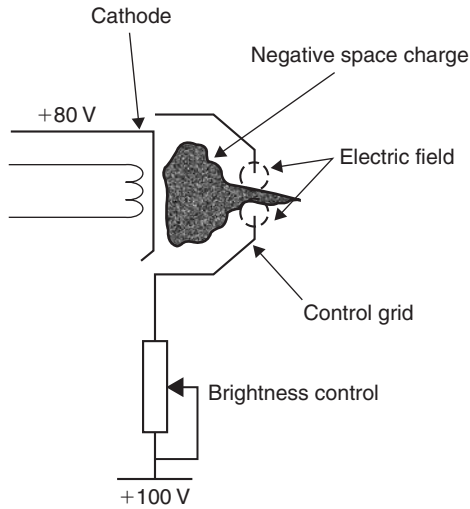 Cathode
Negative space charge
+80 V
Electric field
Control grid
Brightness control
+100 V